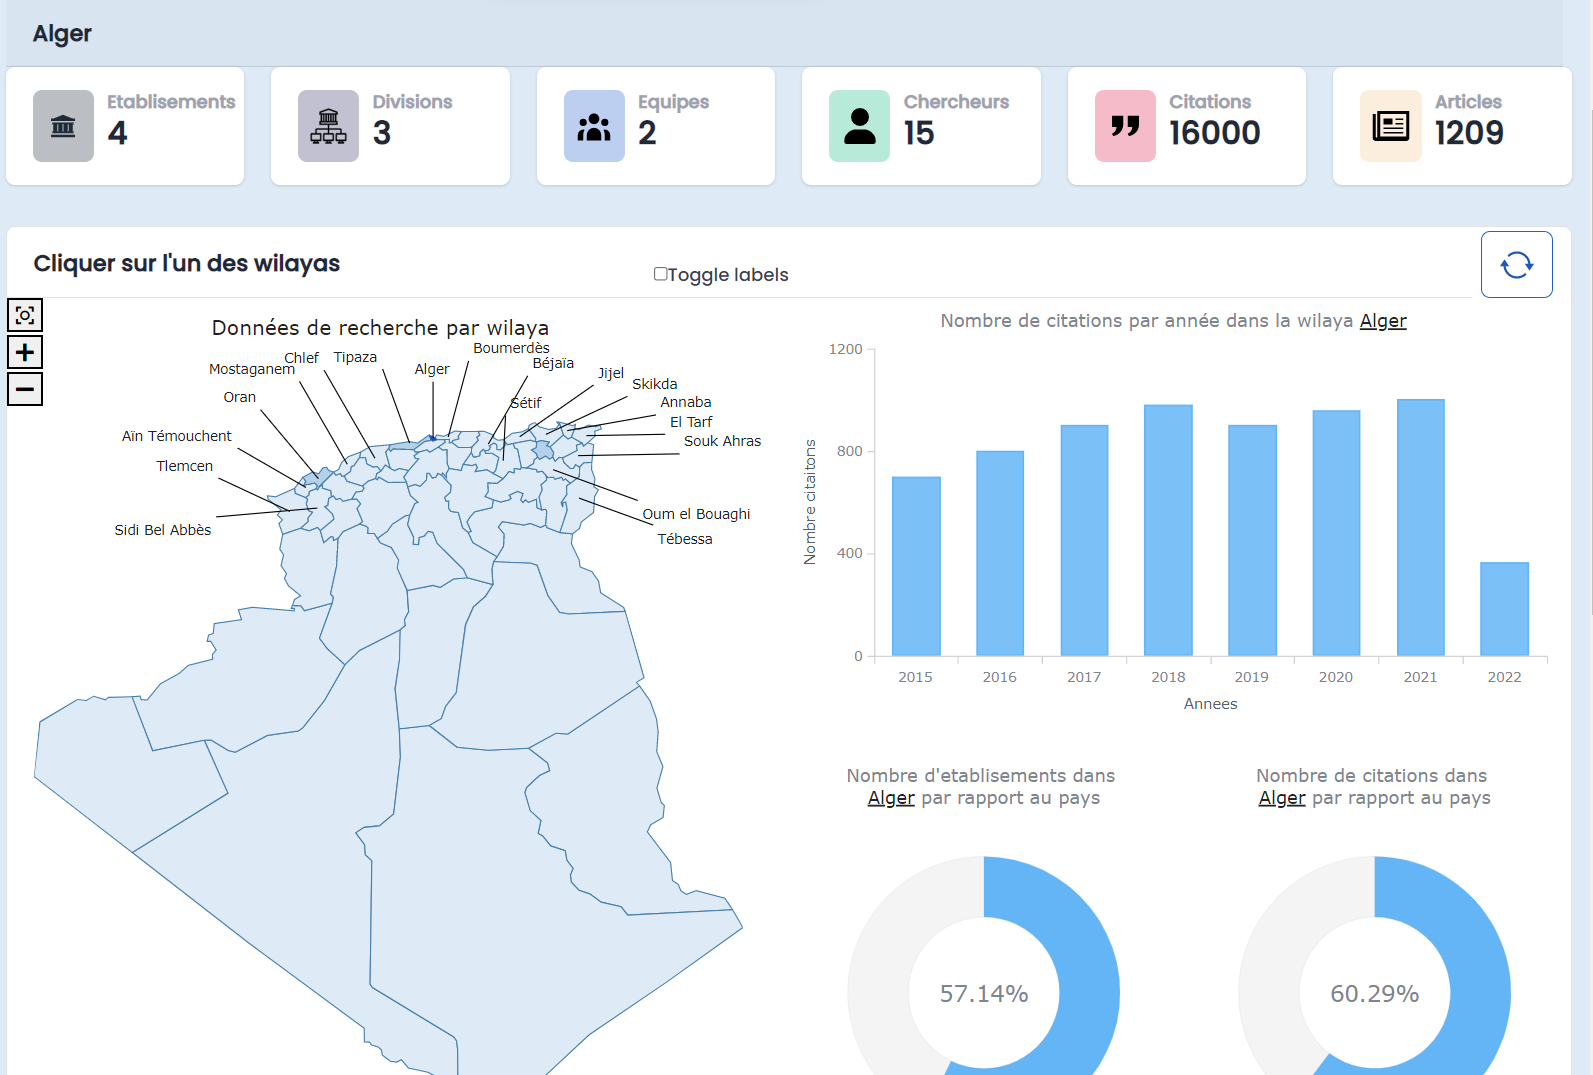 Alger
Etablisements
4
Divisions
3
Equipes
2
Chercheurs
15
Citations
16000
Articles
1209
Cliquer sur l'un des wilayas
Toggle labels
Données de recherche par wilaya
Boumerdès
Chlef
Tipaza
Béjaïa
Mostaganem
Alger
Jijel
Skikda
Oran
Sétif
Annaba
El Tarf
Aïn Témouchent
Souk Ahras
Tlemcen
Oum el Bouaghi
Sidi Bel Abbès
Tébessa
Nombre de citations par année dans la wilaya Alger
1200
800
400
0
Nombre citaitons
2015 2016 2017 2018 2019 2020 2021 2022
Annees
Nombre d'etablisements dans
Alger par rapport au pays
57.14%
Nombre de citations dans
Alger par rapport au pays
60.29%